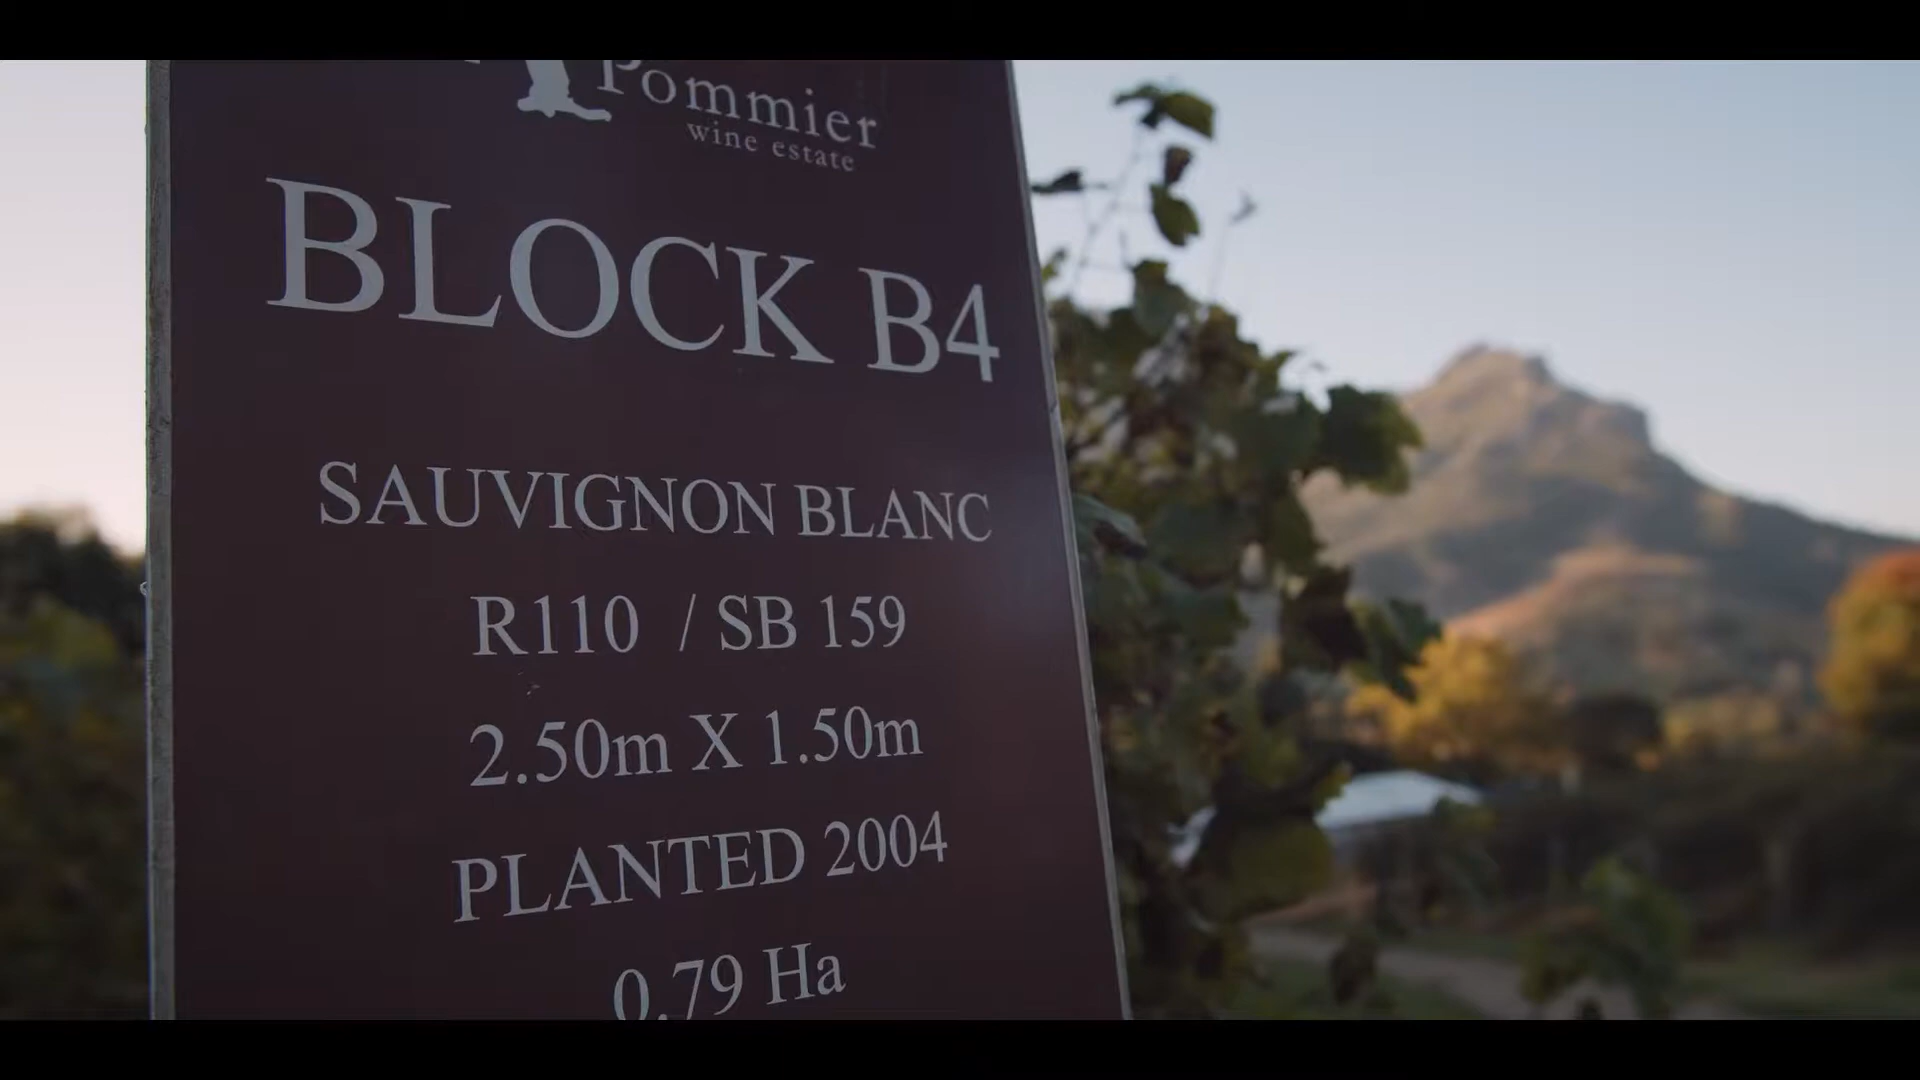 Pommier
wine estate
BLOCK B4
SAUVIGNON BLANC
R110 / SB 159
2.50m X 1.50m
PLANTED 2004
0.79 Ha